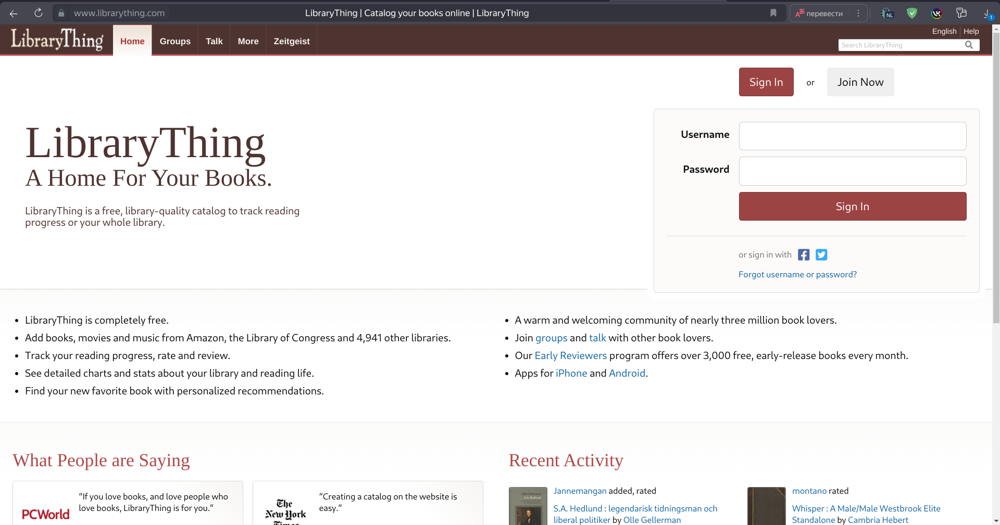 www.librarything.com
LibraryThing | Catalog your books online | LibraryThing
перевести
NL
1
LibraryThing
Home
Groups
Talk
More
Zeitgeist
English
Help
Search LibraryThing
Sign In
or
Join Now
LibraryThing
A Home For Your Books.
LibraryThing is a free, library-quality catalog to track reading
progress or your whole library.
Username
Password
Sign In
or sign in with
Forgot username or password?
LibraryThing is completely free.
Add books, movies and music from Amazon, the Library of Congress and 4,941 other libraries.
Track your reading progress, rate and review.
See detailed charts and stats about your library and reading life.
Find your new favorite book with personalized recommendations.
A warm and welcoming community of nearly three million book lovers.
Join groups and talk with other book lovers.
Our Early Reviewers program offers over 3,000 free, early-release books every month.
Apps for iPhone and Android.
What People are Saying
PCWorld
“If you love books, and love people who
love books, LibraryThing is for you.”
The
New York
Times
“Creating a catalog on the website is
easy.”
Recent Activity
Jannemangan added, rated
S.A. Hedlund : legendarisk tidningsman och
liberal politiker by Olle Gellerman
montano rated
Whisper : A Male/Male Westbrook Elite
Standalone by Cambria Hebert